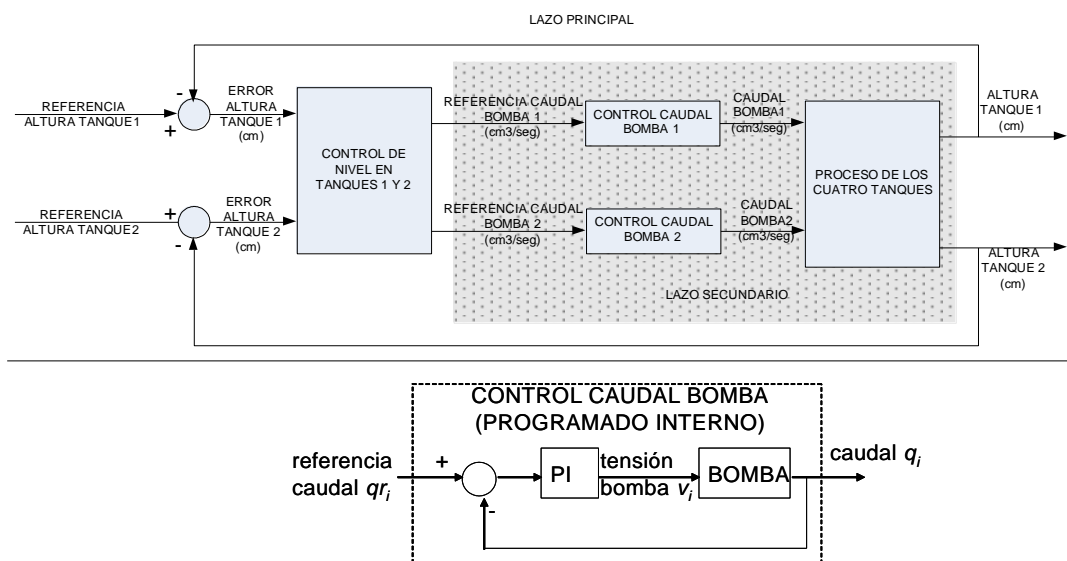 LAZO PRINCIPAL
-
REFERENCIA
ALTURA TANQUE1
+
ERROR
ALTURA
TANQUE 1
(cm)
CONTROL DE
NIVEL EN
TANQUES 1 Y 2
REFERENCIA CAUDAL
BOMBA 1
(cm3/seg)
CONTROL CAUDAL
BOMBA 1
CAUDAL
BOMBA1
(cm3/seg)
PROCESO DE LOS
CUATRO TANQUES
ALTURA
TANQUE 1
(cm)
REFERENCIA
ALTURA TANQUE2
+
-
ERROR
ALTURA
TANQUE 2
(cm)
REFERENCIA CAUDAL
BOMBA 2
(cm3/seg)
CONTROL CAUDAL
BOMBA 2
CAUDAL
BOMBA2
(cm3/seg)
ALTURA
TANQUE 2
(cm)
LAZO SECUNDARIO
CONTROL CAUDAL BOMBA
(PROGRAMADO INTERNO)
referencia
caudal qri
+
-
PI
tensión
bomba vi
BOMBA
caudal qi